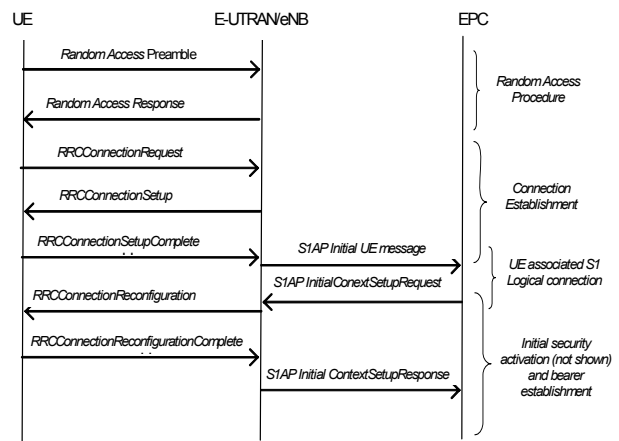 UE E-UTRAN/eNB EPC
Random Access Preamble
Random Access Response
Random Access
Procedure
RRCConnectionRequest
RRCConnectionSetup
Connection
Establishment
RRCConnectionSetupComplete
S1AP Initial UE message
UE associated S1
Logical connection
S1AP InitialConextSetupRequest
RRCConnectionReconfiguration
RRCConnectionReconfigurationComplete
Initial security
activation (not shown)
and bearer
establishment
S1AP Initial ContextSetupResponse